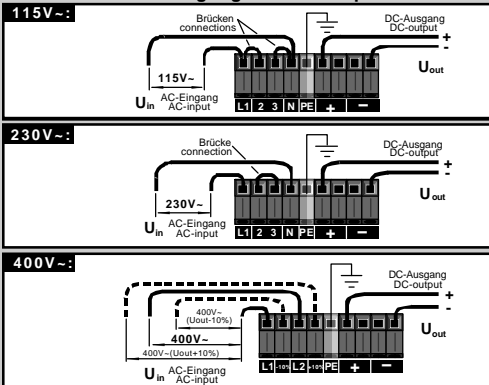 115V~:
Brücken
connections
DC-Ausgang
DC-output
+
-
Uout
115V~
Uin
AC-Eingang
AC-input
L1 2 3 N PE + −
230V~:
Brücke
connection
DC-Ausgang
DC-output
+
-
Uout
230V~
Uin
AC-Eingang
AC-input
L1 2 3 N PE + −
400V~:
DC-Ausgang
DC-output
+
-
Uout
400V~
(Uout-10%)
400V~
400V~(Uout+10%)
Uin
AC-Eingang
AC-input
L1 -10% L2 +10% PE + −